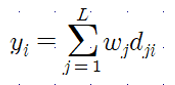 $y_i = \sum_{j=1}^{L} w_j d_{ji}$